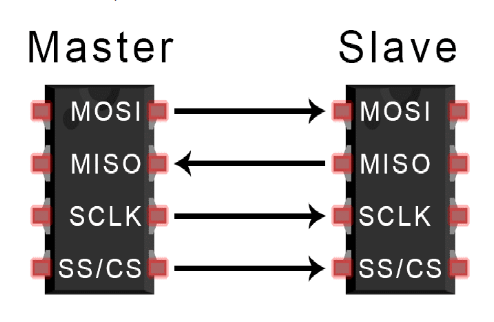 Master Slave
MOSI MOSI
MISO MISO
SCLK SCLK
SS/CS SS/CS